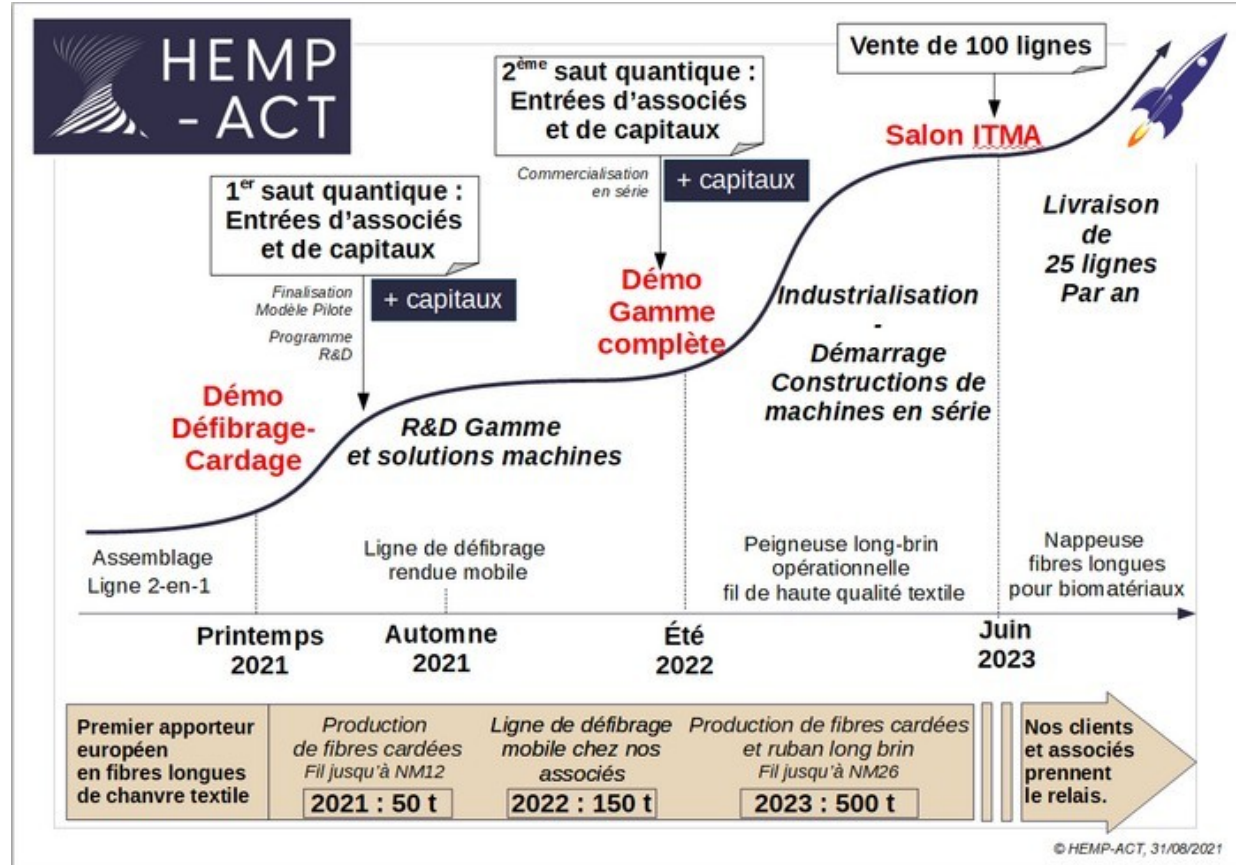 HEMP
- ACT
1er saut quantique :
Entrées d'associés
et de capitaux
Finalisation
Modèle Pilote
Programme
R&D
+ capitaux
2ème saut quantique :
Entrées d'associés
et de capitaux
Commercialisation
en série
+ capitaux
Vente de 100 lignes
Salon ITMA
Démo
Défibrage-
Cardage
R&D Gamme
et solutions machines
Démo
Gamme
complète
Industrialisation
-
Démarrage
Constructions de
machines en série
Livraison
de
25 lignes
Par an
Assemblage
Ligne 2-en-1
Ligne de défibrage
rendue mobile
Peigneuse long-brin
opérationnelle
fil de haute qualité textile
Nappeuse
fibres longues
pour biomatériaux
Printemps
2021
Automne
2021
Été
2022
Juin
2023
Premier apporteur
européen
en fibres longues
de chanvre textile
Production
de fibres cardées
Fil jusqu'à NM12
2021 : 50 t
Ligne de défibrage
mobile chez nos
associés
2022 : 150 t
Production de fibres cardées
et ruban long brin
Fil jusqu'à NM26
2023 : 500 t
Nos clients
et associés
prennent
le relais.
© HEMP-ACT, 31/08/2021